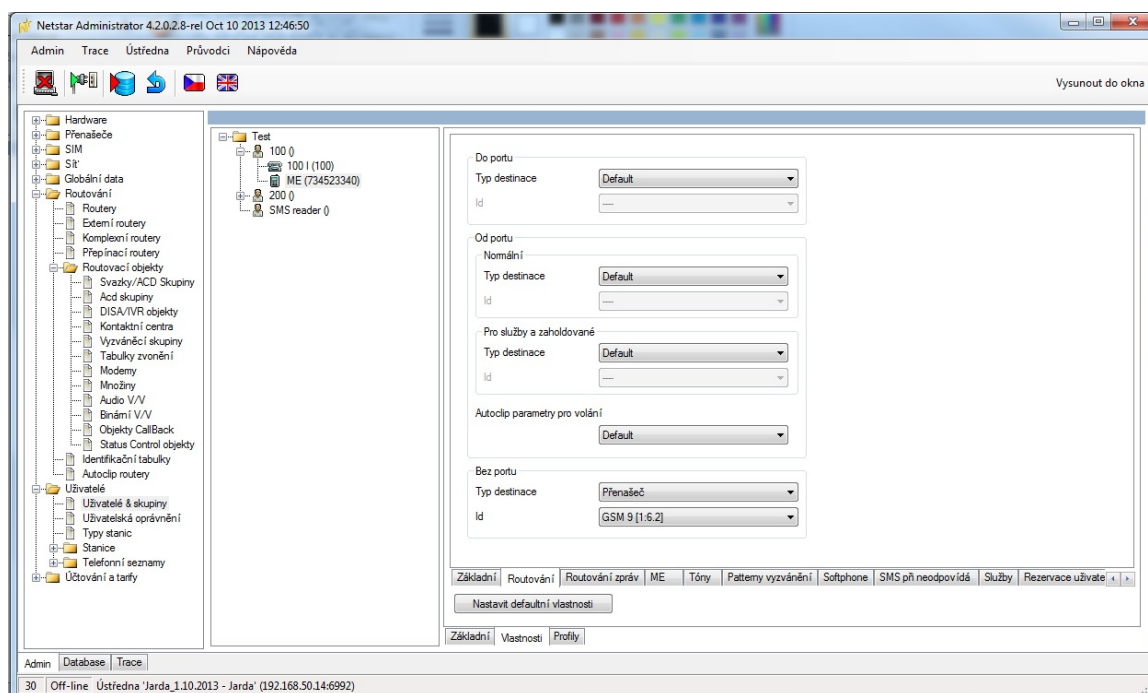 Netstar Administrator 4.2.0.2.8-rel Oct 10 2013 12:46:50
Admin Trace Ústředna Průvodci Nápověda
Vysunout do okna
Hardware
Přenašeče
SIM
Síť
Globální data
Routování
Routery
Externí routery
Komplexní routery
Přepínací routery
Routovací objekty
Svazky/ACD Skupiny
Acd skupiny
DISA/IVR objekty
Kontaktní centra
Vyzváněcí skupiny
Tabulky zvonění
Modemy
Množiny
Audio V/V
Binární V/V
Objekty CallBack
Status Control objekty
Identifikační tabulky
Autoclip routery
Uživatelé
Uživatelé & skupiny
Uživatelská oprávnění
Typy stanic
Stanice
Telefonní seznamy
Účtování a tarify
Test
100 ()
100 I (100)
ME (734523340)
200 ()
SMS reader ()
Do portu
Typ destinace Default
Id ----
Od portu
Normální
Typ destinace Default
Id ----
Pro služby a zaholdované
Typ destinace Default
Id ----
Autoclip parametry pro volání
Default
Bez portu
Typ destinace Přenašeč
Id GSM 9 [1:6.2]
Základní Routování Routování zpráv ME Tóny Patterny vyzvánění Softphone SMS při neodpovídá Služby Rezervace uživate
Nastavit defaultní vlastnosti
Základní Vlastnosti Profily
Admin Database Trace
30 Off-line Ústředna 'Jarda_1.10.2013 - Jarda' (192.168.50.14:6992)